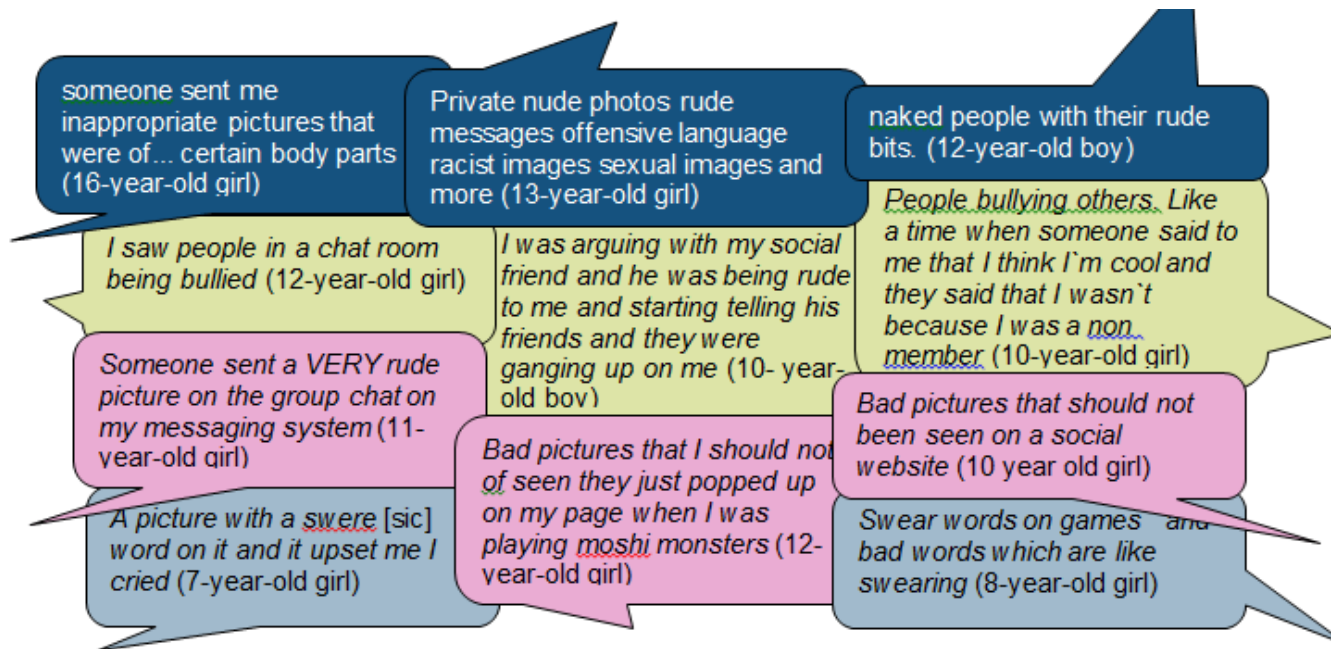 someone sent me
inappropriate pictures that
were of... certain body parts
(16-year-old girl)
Private nude photos rude
messages offensive language
racist images sexual images and
more (13-year-old girl)
naked people with their rude
bits. (12-year-old boy)
I saw people in a chat room
being bullied (12-year-old girl)
I was arguing with my social
friend and he was being rude
to me and starting telling his
friends and they were
ganging up on me (10- year-
old boy)
People bullying others. Like
a time when someone said to
me that I think I`m cool and
they said that I wasn`t
because I was a non
member (10-year-old girl)
Someone sent a VERY rude
picture on the group chat on
my messaging system (11-
year-old girl)
Bad pictures that I should not
of seen they just popped up
on my page when I was
playing moshi monsters (12-
year-old girl)
Bad pictures that should not
been seen on a social
website (10 year old girl)
A picture with a swere [sic]
word on it and it upset me I
cried (7-year-old girl)
Swear words on games and
bad words which are like
swearing (8-year-old girl)